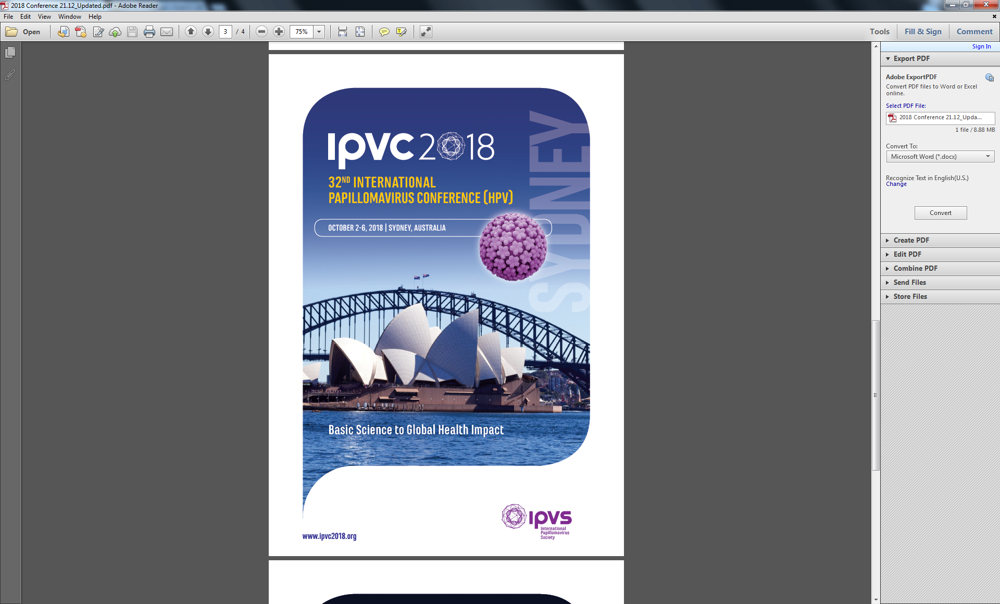 2018 Conference 21.12_Updated.pdf - Adobe Reader
File Edit View Window Help
Open
3 / 4
75%
Tools
Fill & Sign
Comment
Sign In
Export PDF
Adobe ExportPDF
Convert PDF files to Word or Excel
online.
Select PDF File:
2018 Conference 21.12_Upda...
1 file / 8.88 MB
Convert To:
Microsoft Word (*.docx)
Recognize Text in English(U.S.)
Change
Convert
Create PDF
Edit PDF
Combine PDF
Send Files
Store Files
IPVC 2018
SYDNEY
32ND INTERNATIONAL
PAPILLOMAVIRUS CONFERENCE (HPV)
OCTOBER 2-6, 2018 | SYDNEY, AUSTRALIA
Basic Science to Global Health Impact
www.ipvc2018.org
IPVS
International
Papillomavirus
Society